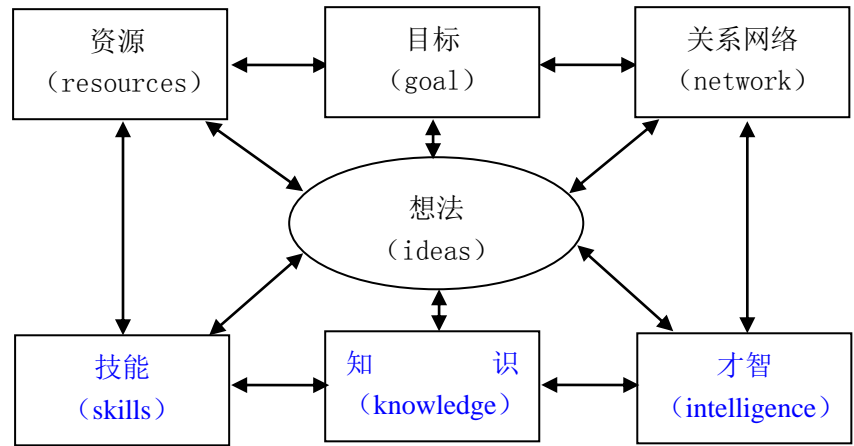 资源
（resources）
目标
（goal）
关系网络
（network）
想法
（ideas）
技能
（skills）
知 识
（knowledge）
才智
（intelligence）